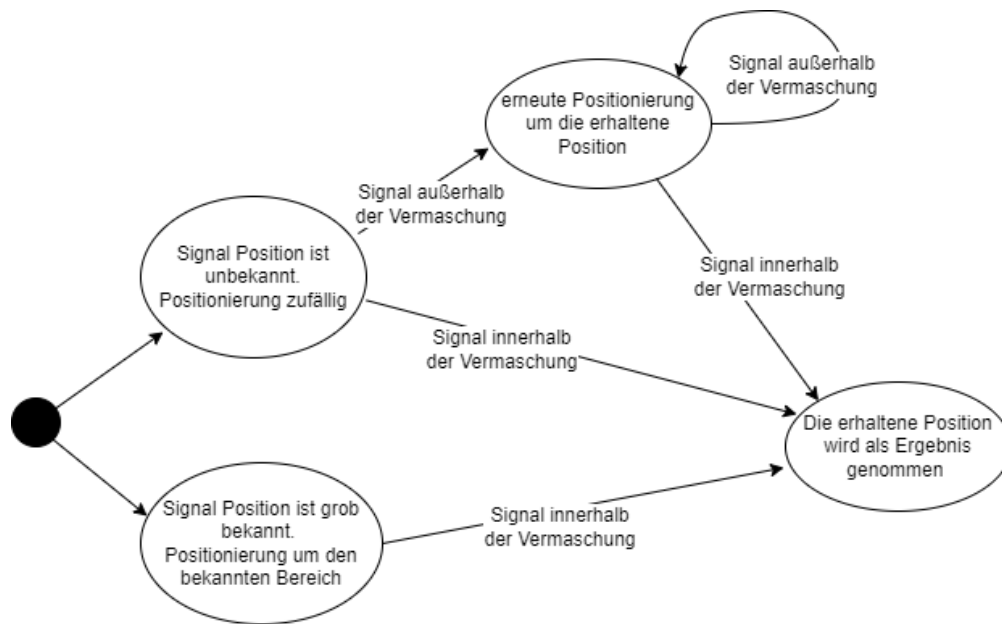 Signal außerhalb
der Vermaschung
erneute Positionierung
um die erhaltene
Position
Signal außerhalb
der Vermaschung
Signal Position ist
unbekannt.
Positionierung zufällig
Signal innerhalb
der Vermaschung
Signal innerhalb
der Vermaschung
Die erhaltene Position
wird als Ergebnis
genommen
Signal Position ist grob
bekannt.
Positionierung um den
bekannten Bereich
Signal innerhalb
der Vermaschung